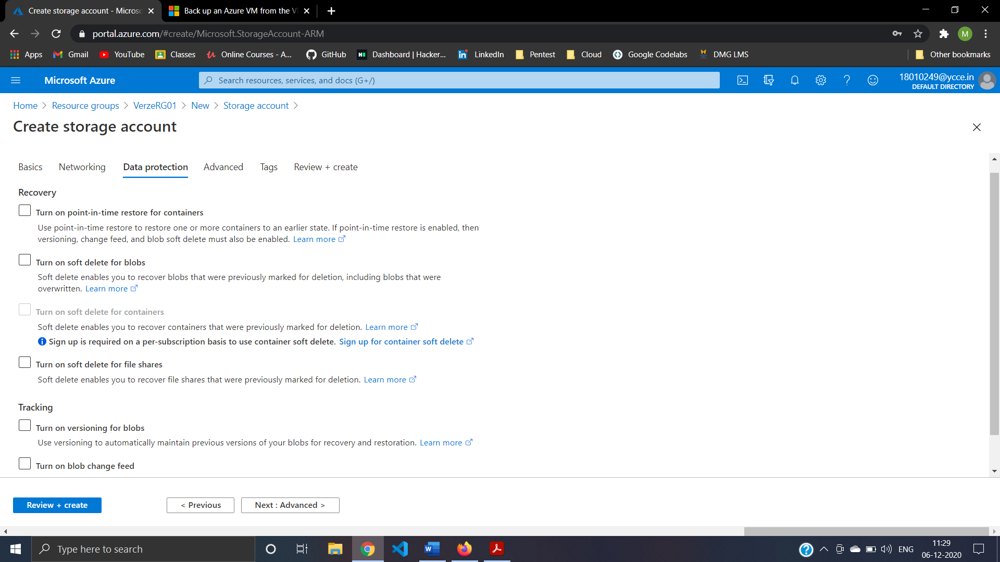 Create storage account - Microso
Back up an Azure VM from the V
portal.azure.com/#create/Microsoft.StorageAccount-ARM
M
Apps
Gmail
YouTube
Classes
Online Courses - A...
GitHub
Dashboard | Hacker...
LinkedIn
Pentest
Cloud
Google Codelabs
DMG LMS
Other bookmarks
Microsoft Azure
Search resources, services, and docs (G+/)
18010249@ycce.in
DEFAULT DIRECTORY
Home > Resource groups > VerzeRG01 > New > Storage account >
Create storage account
Basics
Networking
Data protection
Advanced
Tags
Review + create
Recovery
Turn on point-in-time restore for containers
Use point-in-time restore to restore one or more containers to an earlier state. If point-in-time restore is enabled, then
versioning, change feed, and blob soft delete must also be enabled. Learn more
Turn on soft delete for blobs
Soft delete enables you to recover blobs that were previously marked for deletion, including blobs that were
overwritten. Learn more
Turn on soft delete for containers
Soft delete enables you to recover containers that were previously marked for deletion. Learn more
Sign up is required on a per-subscription basis to use container soft delete. Sign up for container soft delete
Turn on soft delete for file shares
Soft delete enables you to recover file shares that were previously marked for deletion. Learn more
Tracking
Turn on versioning for blobs
Use versioning to automatically maintain previous versions of your blobs for recovery and restoration. Learn more
Turn on blob change feed
Review + create
< Previous
Next : Advanced >
Type here to search
ENG
11:29
06-12-2020